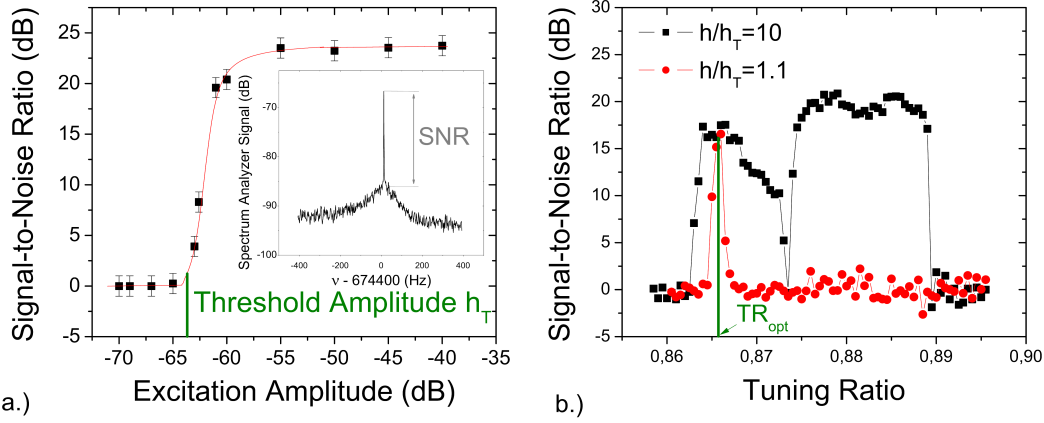 Signal-to-Noise Ratio (dB)
25
20
15
10
5
0
-5
-70 -65 -60 -55 -50 -45 -40 -35
Excitation Amplitude (dB)
Threshold Amplitude h_T
Spectrum Analyzer Signal (dB)
-70
-80
-90
-100
-400 -200 0 200 400
ν - 674400 (Hz)
SNR
a.)
Signal-to-Noise Ratio (dB)
30
25
20
15
10
5
0
-5
h/h_T=10
h/h_T=1.1
TR_opt
0,86 0,87 0,88 0,89 0,90
Tuning Ratio
b.)